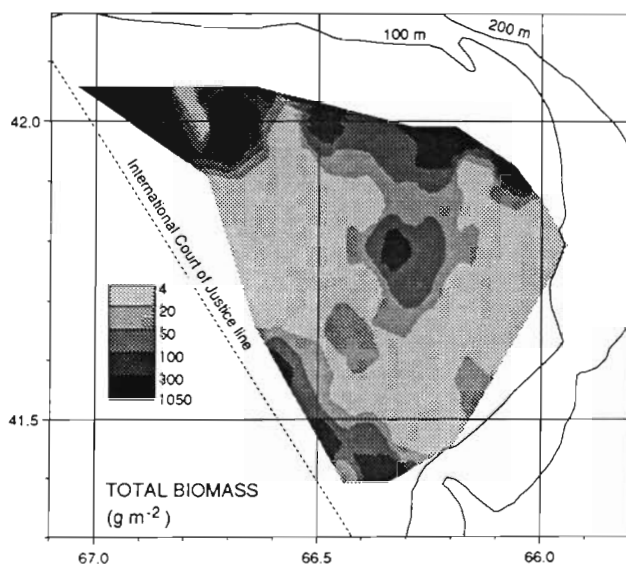 100 m
200 m
42.0
International Court of Justice line
4
20
50
100
300
1050
41.5
TOTAL BIOMASS
(g m⁻²)
67.0
66.5
66.0